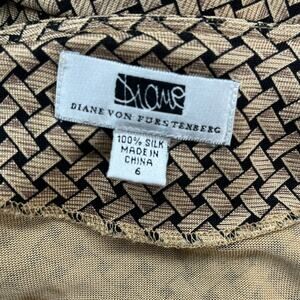 Diane
DIANE VON FURSTENBERG
100% SILK
MADE IN
CHINA
6